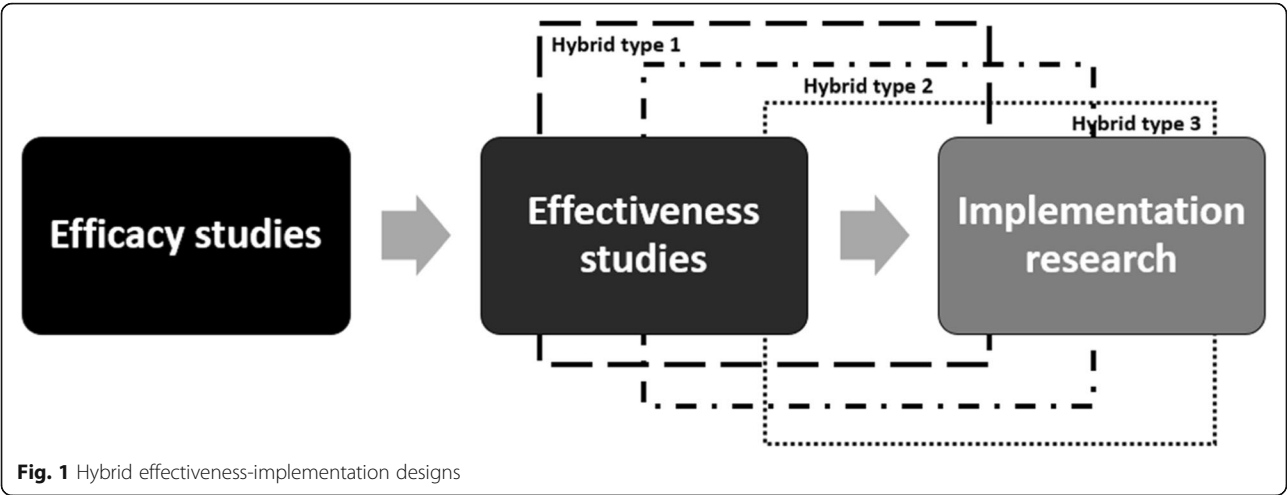 Hybrid type 1
Hybrid type 2
Hybrid type 3
Efficacy studies
Effectiveness
studies
Implementation
research
Fig. 1 Hybrid effectiveness-implementation designs